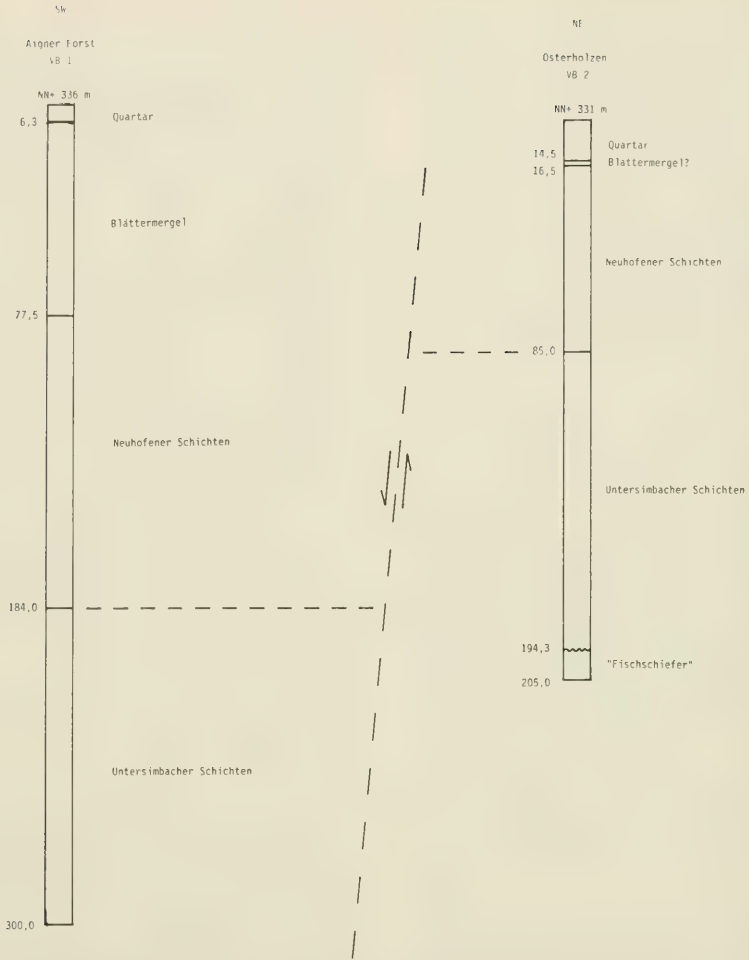 SW
Aigner Forst
VB 1
NN+ 336 m
6,3
Quartär
Blättermergel
77,5
Neuhofener Schichten
184,0
Untersimbacher Schichten
300,0
NE
Osterholzen
VB 2
NN+ 331 m
14,5
Quartär
Blättermergel?
16,5
Neuhofener Schichten
85,0
Untersimbacher Schichten
194,3
"Fischschiefer"
205,0